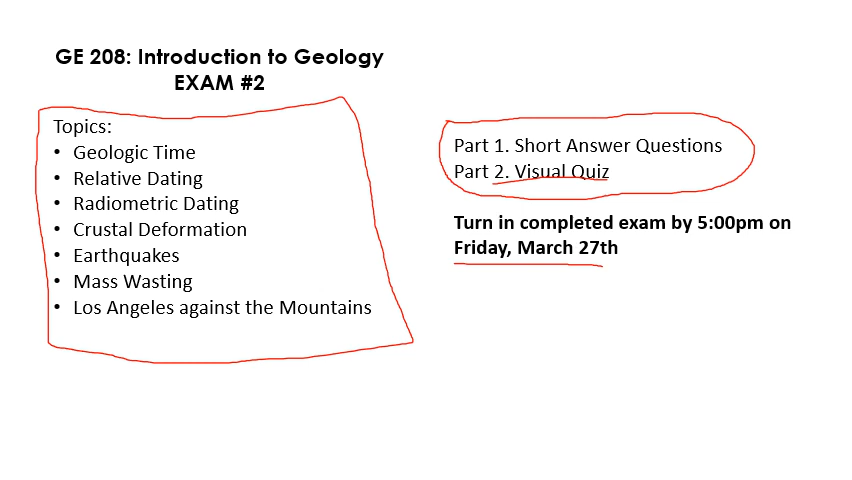 GE 208: Introduction to Geology
EXAM #2
Topics:
• Geologic Time
• Relative Dating
• Radiometric Dating
• Crustal Deformation
• Earthquakes
• Mass Wasting
• Los Angeles against the Mountains
Part 1. Short Answer Questions
Part 2. Visual Quiz
Turn in completed exam by 5:00pm on
Friday, March 27th